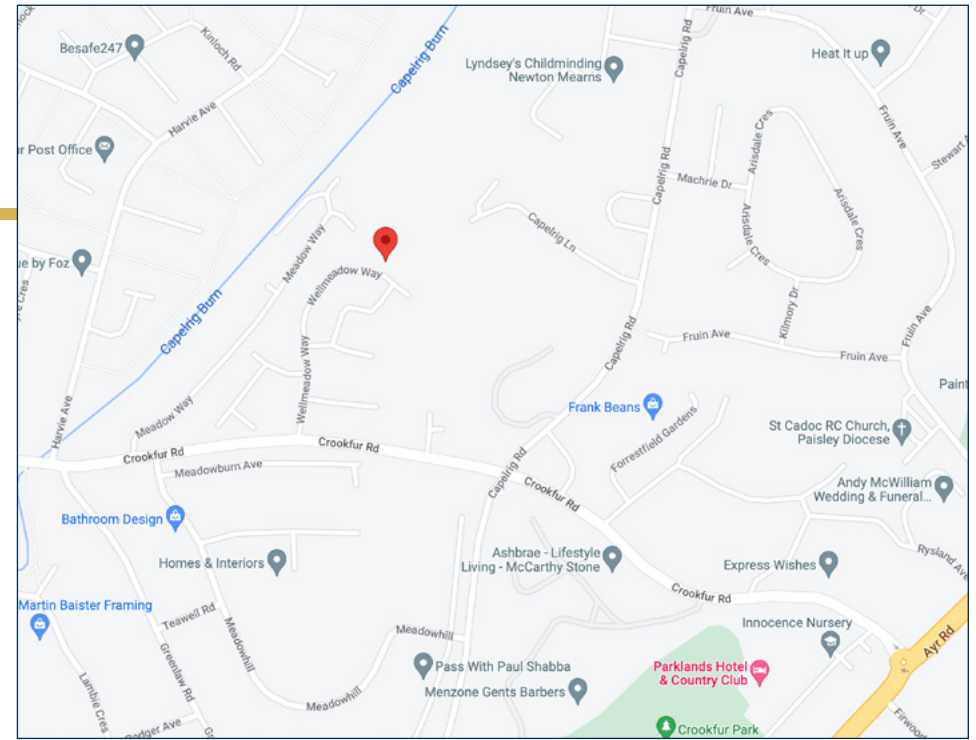 Fruin Ave
Kinloch Rd
Besafe247
Capelrig Burn
Lyndsey's Childminding
Newton Mearns
Capelrig Rd
Heat it up
Harvie Ave
Fruin Ave
Post Office
Arisdale Cres
Stewart
Capelrig Rd
Machrie Dr
Arisdale Cres
Arisdale Cres
Capelrig Ln
Meadow Way
by Foz
Wellmeadow Way
Kilmory Dr
Capelrig Burn
Capelrig Rd
Fruin Ave
Fruin Ave
Fruin Ave
Wellmeadow Way
Paint
Frank Beans
Meadow Way
Harvie Ave
St Cadoc RC Church,
Paisley Diocese
Forrestfield Gardens
Crookfur Rd
Crookfur Rd
Meadowburn Ave
Capelrig Rd
Crookfur Rd
Andy McWilliam
Wedding & Funeral...
Bathroom Design
Homes & Interiors
Ashbrae - Lifestyle
Living - McCarthy Stone
Express Wishes
Rysland Ave
Crookfur Rd
Martin Baister Framing
Teawell Rd
Meadowhill
Meadowhill
Innocence Nursery
Ayr Rd
Greenlaw Rd
Pass With Paul Shabba
Parklands Hotel
& Country Club
Lambie Cres
Menzone Gents Barbers
Meadowhill
Crookfur Park